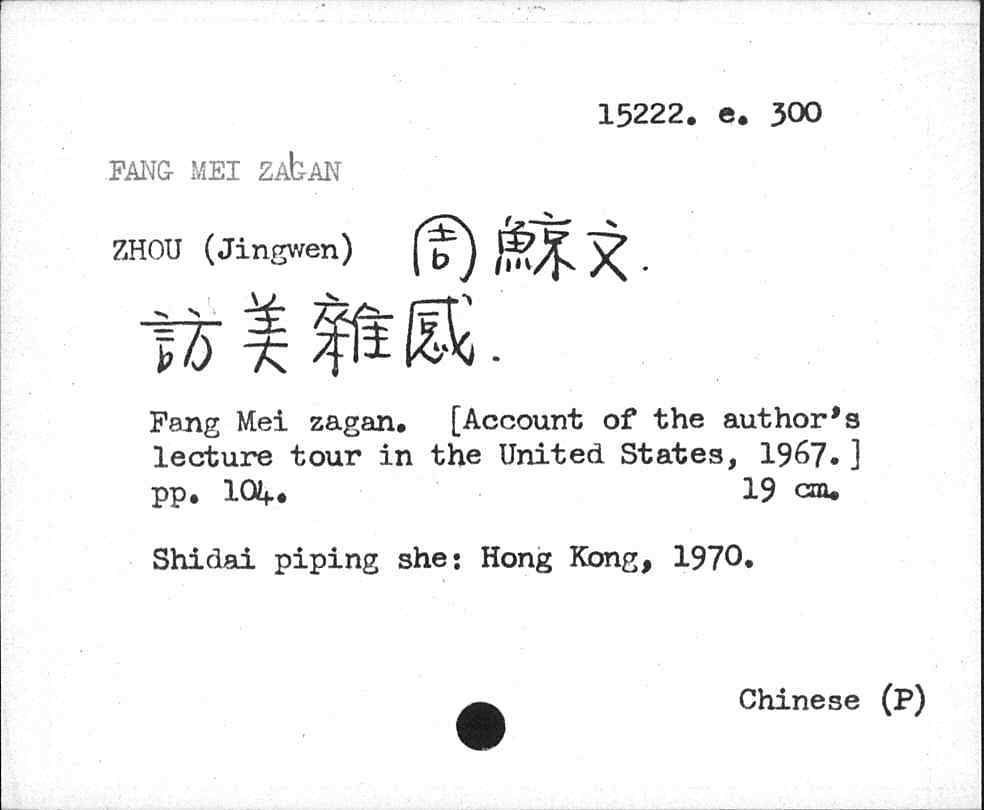 15222. e. 300
FANG MEI ZAGAN
ZHOU (Jingwen) 周鯨文.
訪美雜感.
Fang Mei zagan. [Account of the author's
lecture tour in the United States, 1967.]
pp. 104. 19 cm.
Shidai piping she: Hong Kong, 1970.
Chinese (P)